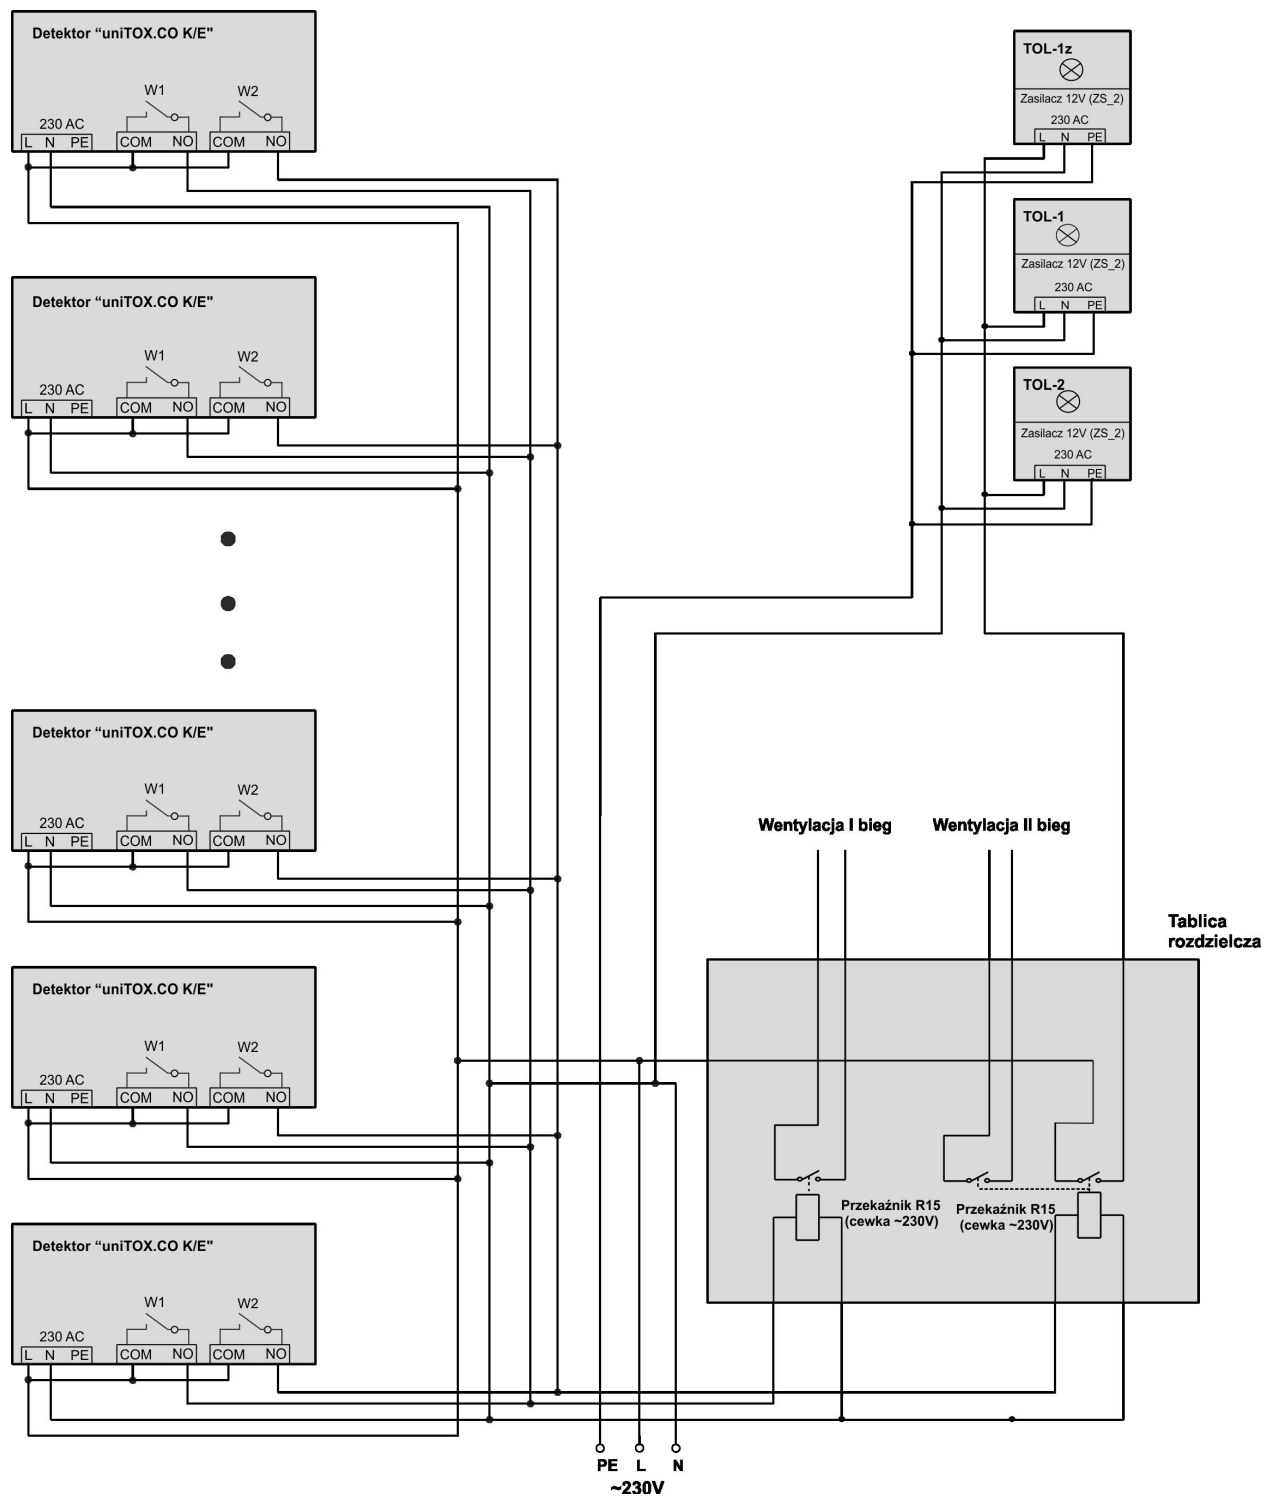 Detektor “uniTOX.CO K/E"
W1 W2
230 AC
L N PE COM NO COM NO
Detektor “uniTOX.CO K/E"
W1 W2
230 AC
L N PE COM NO COM NO
Detektor “uniTOX.CO K/E"
W1 W2
230 AC
L N PE COM NO COM NO
Detektor “uniTOX.CO K/E"
W1 W2
230 AC
L N PE COM NO COM NO
Detektor “uniTOX.CO K/E"
W1 W2
230 AC
L N PE COM NO COM NO
TOL-1z
Zasilacz 12V (ZS_2)
230 AC
L N PE
TOL-1
Zasilacz 12V (ZS_2)
230 AC
L N PE
TOL-2
Zasilacz 12V (ZS_2)
230 AC
L N PE
Wentylacja I bieg
Wentylacja II bieg
Tablica
rozdzielcza
Przekaźnik R15
(cewka ~230V)
Przekaźnik R15
(cewka ~230V)
PE L N
~230V